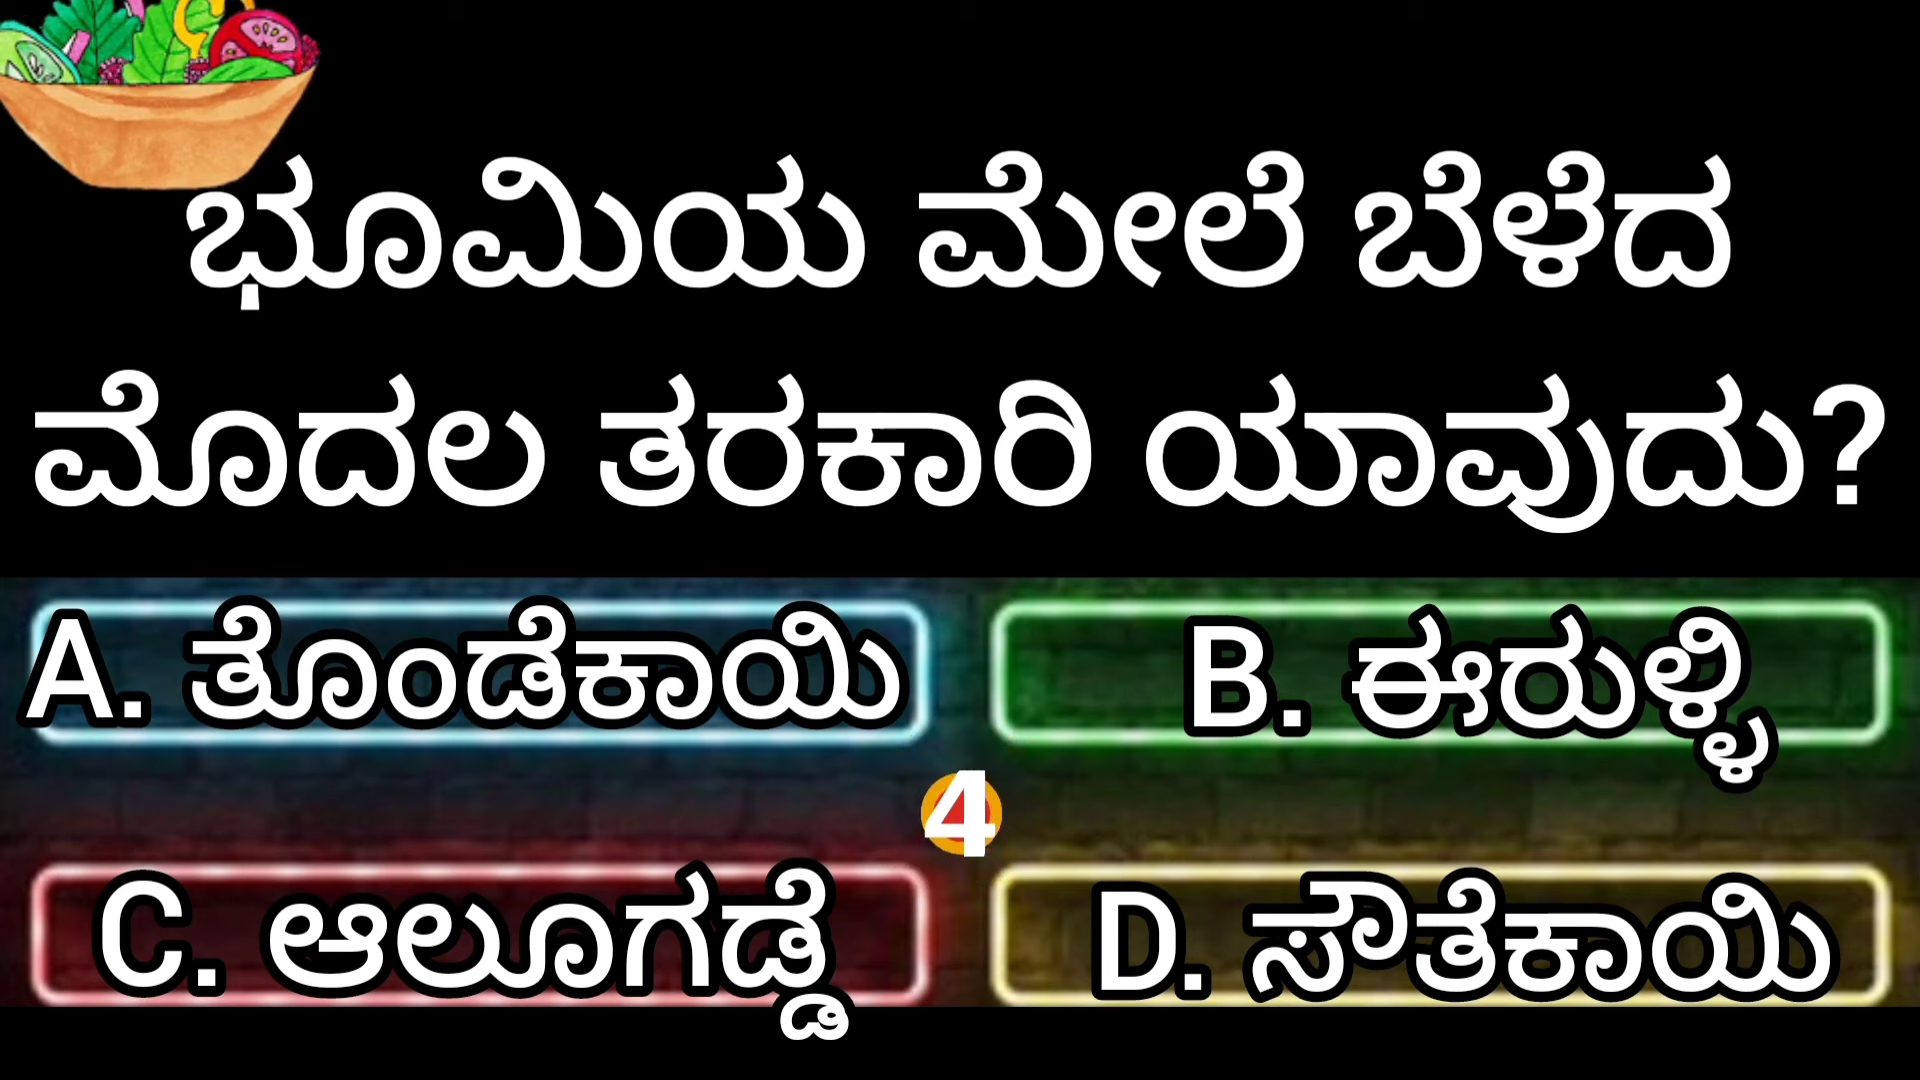 ಭೂಮಿಯ ಮೇಲೆ ಬೆಳೆದ
ಮೊದಲ ತರಕಾರಿ ಯಾವುದು?
A. ತೊಂಡೆಕಾಯಿ
B. ಈರುಳ್ಳಿ
4
C. ಆಲೂಗಡ್ಡೆ
D. ಸೌತೆಕಾಯಿ